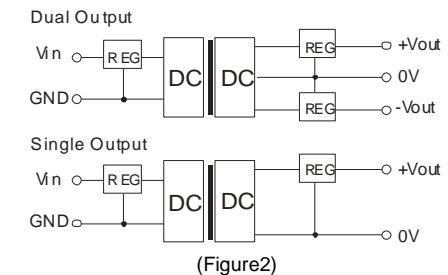 Dual Output
Vin REG DC DC REG +Vout
0V
GND REG -Vout
Single Output
Vin REG DC DC REG +Vout
GND 0V
(Figure2)